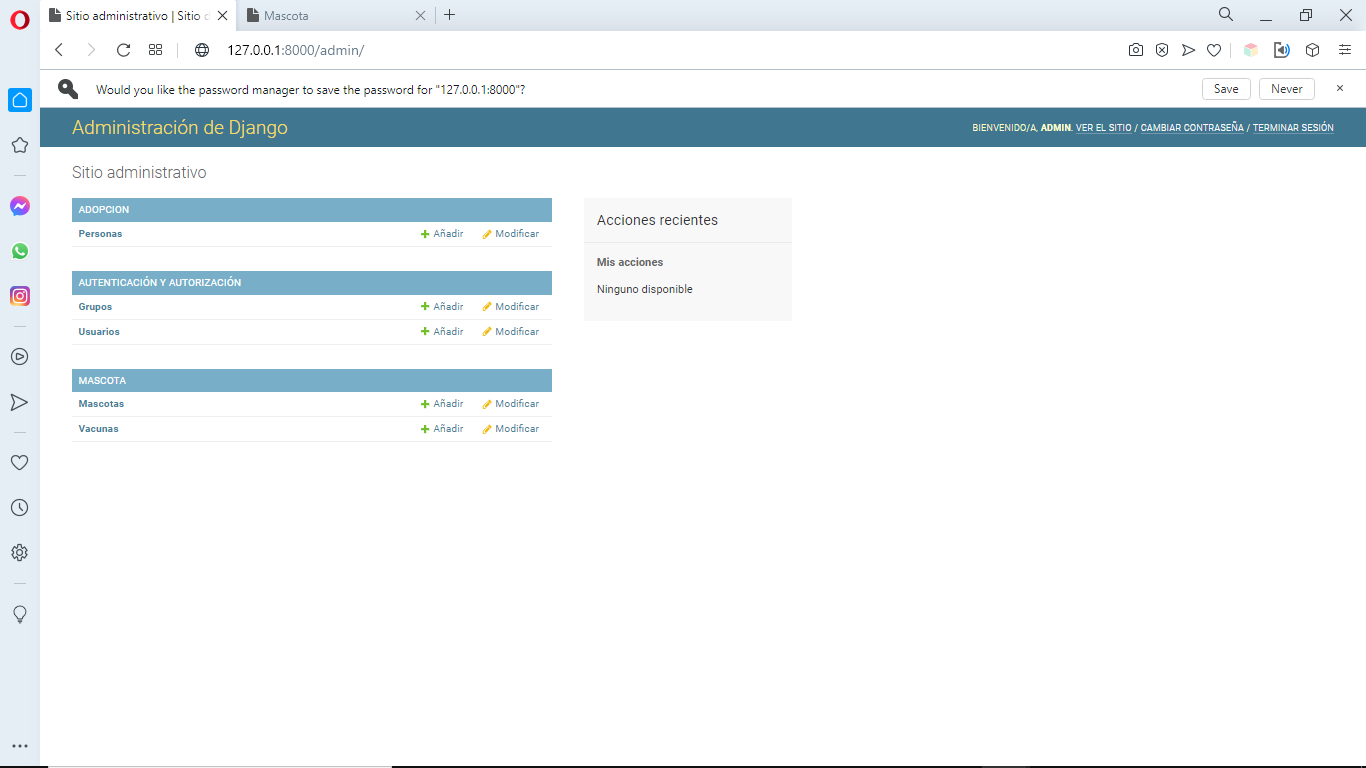 Sitio administrativo | Sitio
Mascota
127.0.0.1:8000/admin/
Would you like the password manager to save the password for "127.0.0.1:8000"?
Save
Never
Administración de Django
BIENVENIDO/A, ADMIN. VER EL SITIO / CAMBIAR CONTRASEÑA / TERMINAR SESIÓN
Sitio administrativo
ADOPCION
Personas Añadir Modificar
AUTENTICACIÓN Y AUTORIZACIÓN
Grupos Añadir Modificar
Usuarios Añadir Modificar
MASCOTA
Mascotas Añadir Modificar
Vacunas Añadir Modificar
Acciones recientes
Mis acciones
Ninguno disponible